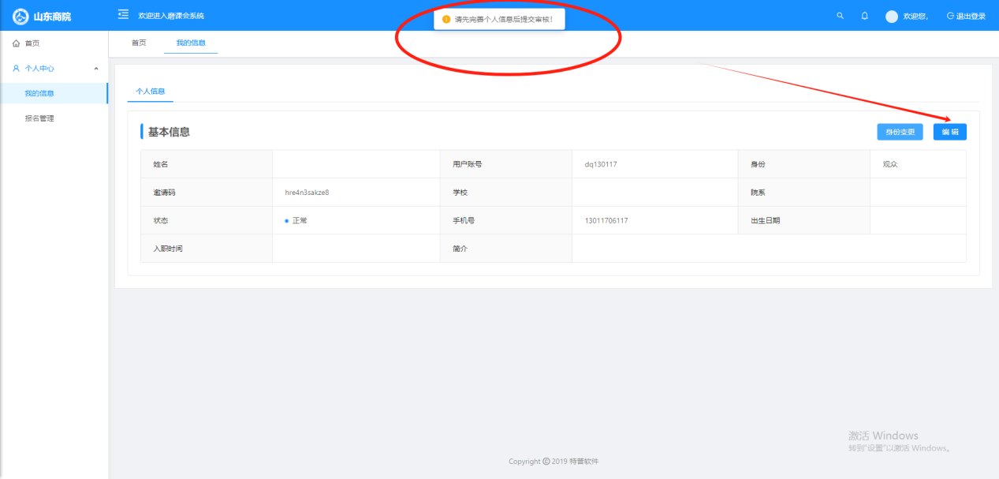 山东商院
欢迎进入磨课会系统
请先完善个人信息后提交审核!
欢迎您,
退出登录
首页
个人中心
我的信息
报名管理
首页 我的信息
个人信息
基本信息
身份变更 编 辑
姓名 用户账号 dq130117 身份 观众
邀请码 hre4n3sakze8 学校 院系
状态 正常 手机号 13011706117 出生日期
入职时间 简介
激活 Windows
转到"设置"以激活 Windows。
Copyright © 2019 特普软件